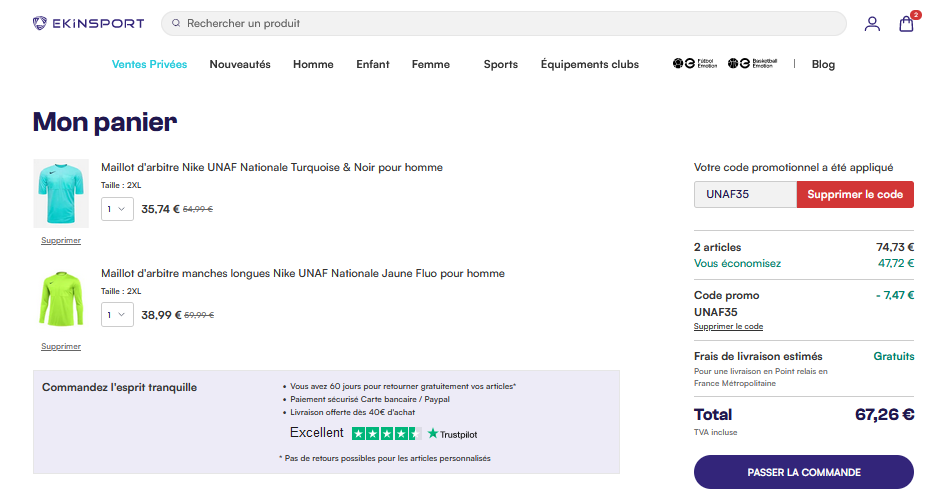 EKINSPORT
Rechercher un produit
2
Ventes Privées Nouveautés Homme Enfant Femme Sports Équipements clubs Fútbol Emotion Basketball Emotion | Blog
Mon panier
Maillot d'arbitre Nike UNAF Nationale Turquoise & Noir pour homme
Taille : 2XL
1 35,74 € 54,99 €
Supprimer
Maillot d'arbitre manches longues Nike UNAF Nationale Jaune Fluo pour homme
Taille : 2XL
1 38,99 € 59,99 €
Supprimer
Commandez l'esprit tranquille
• Vous avez 60 jours pour retourner gratuitement vos articles*
• Paiement sécurisé Carte bancaire / Paypal
• Livraison offerte dès 40€ d'achat
Excellent Trustpilot
* Pas de retours possibles pour les articles personnalisés
Votre code promotionnel a été appliqué
UNAF35 Supprimer le code
2 articles 74,73 €
Vous économisez 47,72 €
Code promo - 7,47 €
UNAF35
Supprimer le code
Frais de livraison estimés Gratuits
Pour une livraison en Point relais en
France Métropolitaine
Total 67,26 €
TVA incluse
PASSER LA COMMANDE